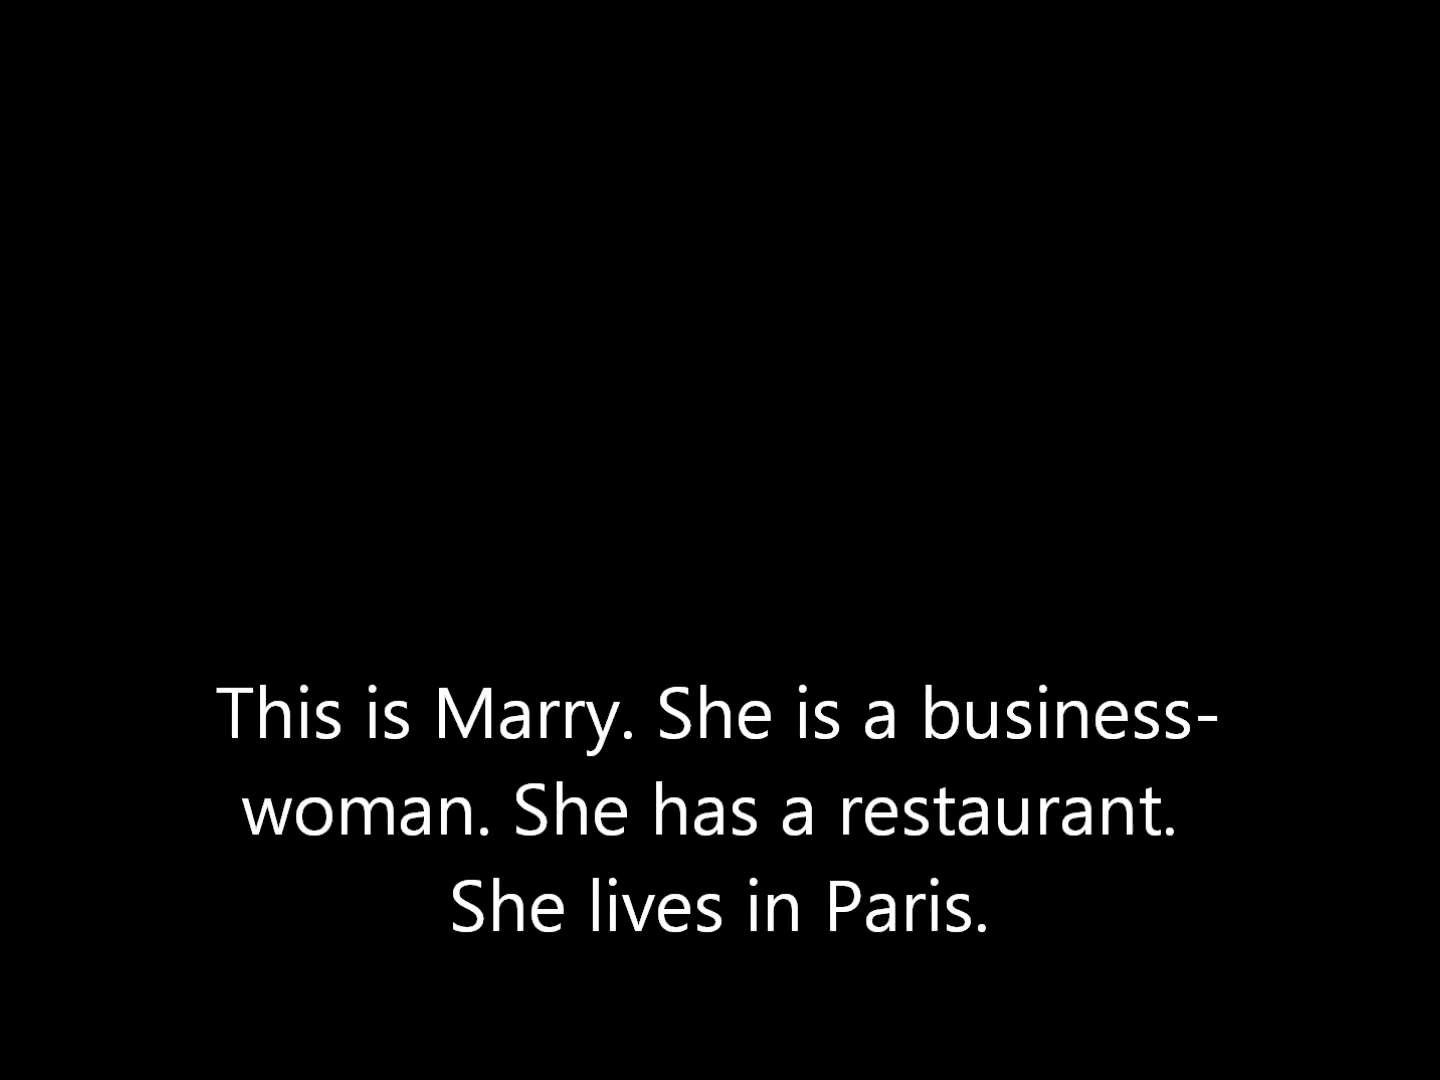 This is Marry. She is a business-
woman. She has a restaurant.
She lives in Paris.